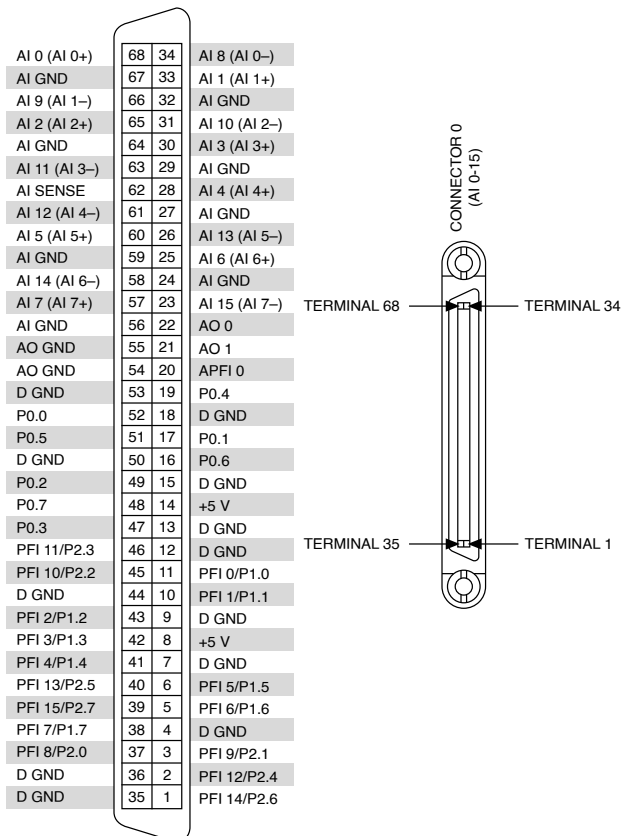 AI 0 (AI 0+) 68 34 AI 8 (AI 0–)
AI GND 67 33 AI 1 (AI 1+)
AI 9 (AI 1–) 66 32 AI GND
AI 2 (AI 2+) 65 31 AI 10 (AI 2–)
AI GND 64 30 AI 3 (AI 3+)
AI 11 (AI 3–) 63 29 AI GND
AI SENSE 62 28 AI 4 (AI 4+)
AI 12 (AI 4–) 61 27 AI GND
AI 5 (AI 5+) 60 26 AI 13 (AI 5–)
AI GND 59 25 AI 6 (AI 6+)
AI 14 (AI 6–) 58 24 AI GND
AI 7 (AI 7+) 57 23 AI 15 (AI 7–)
AI GND 56 22 AO 0
AO GND 55 21 AO 1
AO GND 54 20 APFI 0
D GND 53 19 P0.4
P0.0 52 18 D GND
P0.5 51 17 P0.1
D GND 50 16 P0.6
P0.2 49 15 D GND
P0.7 48 14 +5 V
P0.3 47 13 D GND
PFI 11/P2.3 46 12 D GND
PFI 10/P2.2 45 11 PFI 0/P1.0
D GND 44 10 PFI 1/P1.1
PFI 2/P1.2 43 9 D GND
PFI 3/P1.3 42 8 +5 V
PFI 4/P1.4 41 7 D GND
PFI 13/P2.5 40 6 PFI 5/P1.5
PFI 15/P2.7 39 5 PFI 6/P1.6
PFI 7/P1.7 38 4 D GND
PFI 8/P2.0 37 3 PFI 9/P2.1
D GND 36 2 PFI 12/P2.4
D GND 35 1 PFI 14/P2.6
CONNECTOR 0
(AI 0-15)
TERMINAL 68 TERMINAL 34
TERMINAL 35 TERMINAL 1